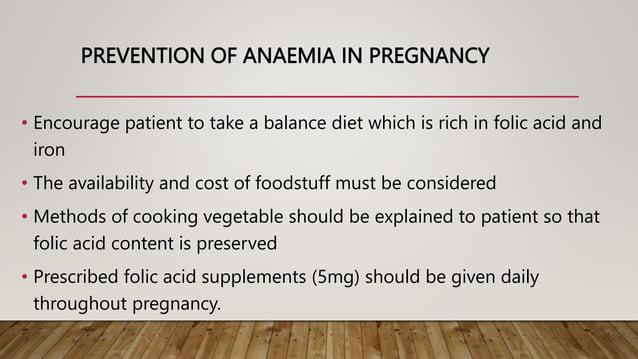 PREVENTION OF ANAEMIA IN PREGNANCY
• Encourage patient to take a balance diet which is rich in folic acid and
iron
• The availability and cost of foodstuff must be considered
• Methods of cooking vegetable should be explained to patient so that
folic acid content is preserved
• Prescribed folic acid supplements (5mg) should be given daily
throughout pregnancy.